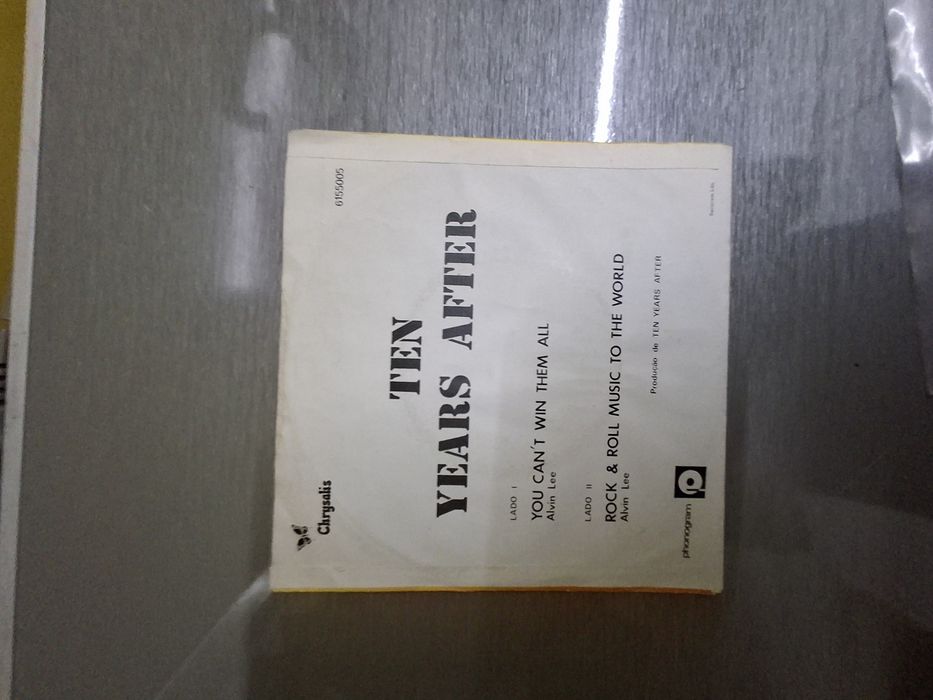 Chrysalis
6155005
TEN
YEARS AFTER
LADO I
YOU CAN'T WIN THEM ALL
Alvin Lee
LADO II
ROCK & ROLL MUSIC TO THE WORLD
Alvin Lee
Produção de TEN YEARS AFTER
phonogram